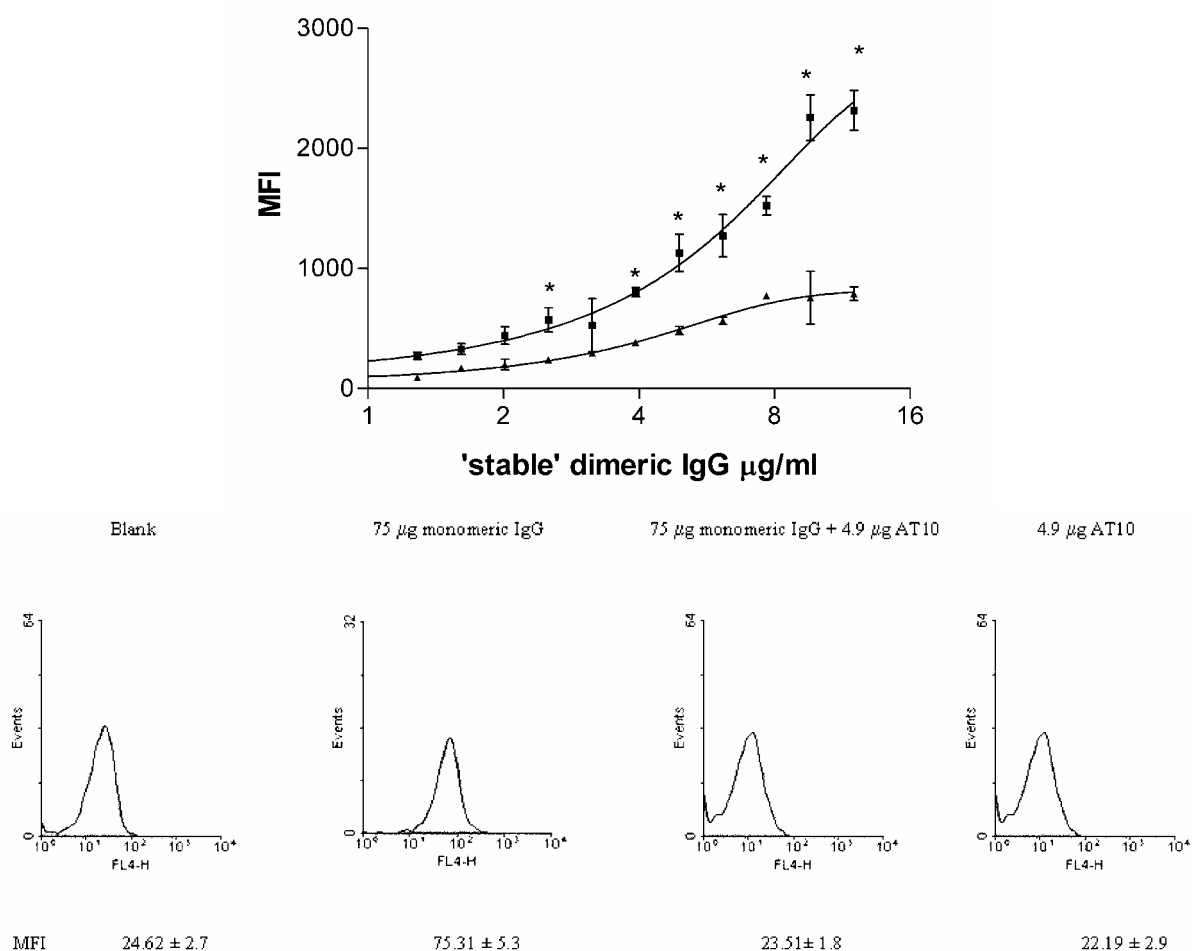 3000
2000
1000
0
MFI
* * * * * * * *
1 2 4 8 16
'stable' dimeric IgG µg/ml
Blank 75 µg monomeric IgG 75 µg monomeric IgG + 4.9 µg AT10 4.9 µg AT10
64 32 64 64
Events Events Events Events
0 0 0 0
10⁰ 10¹ 10² 10³ 10⁴ 10⁰ 10¹ 10² 10³ 10⁴ 10⁰ 10¹ 10² 10³ 10⁴ 10⁰ 10¹ 10² 10³ 10⁴
FL4-H FL4-H FL4-H FL4-H
MFI 24.62 ± 2.7 75.31 ± 5.3 23.51± 1.8 22.19 ± 2.9